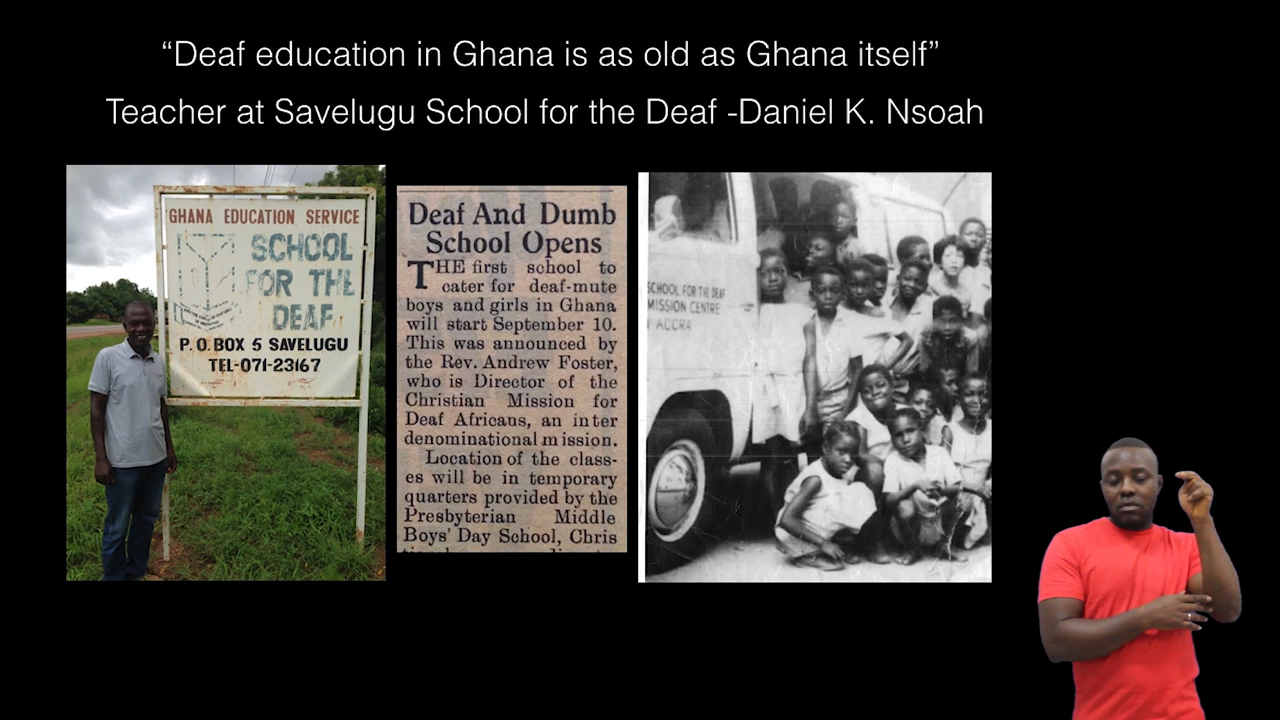 “Deaf education in Ghana is as old as Ghana itself”
Teacher at Savelugu School for the Deaf -Daniel K. Nsoah
GHANA EDUCATION SERVICE
SCHOOL
FOR THE
DEAF
P.O. BOX 5 SAVELUGU
TEL-071-23167
Deaf And Dumb
School Opens
THE first school to
cater for deaf-mute
boys and girls in Ghana
will start September 10.
This was announced by
the Rev. Andrew Foster,
who is Director of the
Christian Mission for
Deaf Africans, an inter
denominational mission.
Location of the class-
es will be in temporary
quarters provided by the
Presbyterian Middle
Boys' Day School, Chris
SCHOOL FOR THE DEAF
MISSION CENTRE
ACCRA